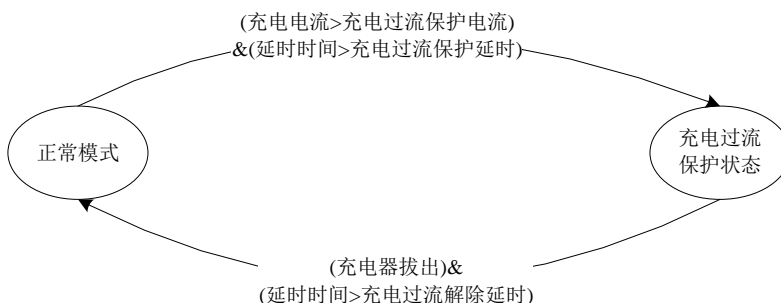 (充电电流>充电过流保护电流)
&(延时时间>充电过流保护延时)
正常模式
充电过流
保护状态
(充电器拔出)&
(延时时间>充电过流解除延时)